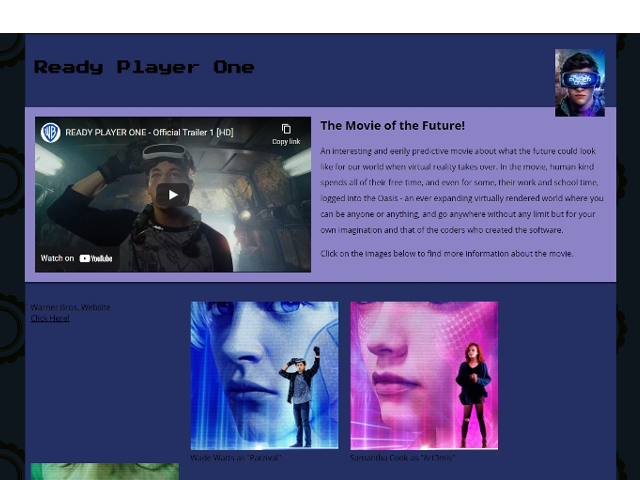 Ready Player One
READY PLAYER ONE - Official Trailer 1 [HD]
Copy link
Watch on YouTube
The Movie of the Future!
An interesting and eerily predictive movie about what the future could look
like for our world when virtual reality takes over. In the movie, human kind
spends all of their free time, and even for some, their work and school time,
logged into the Oasis - an ever expanding virtually rendered world where you
can be anyone or anything, and go anywhere without any limit but for your
own imagination and that of the coders who created the software.
Click on the images below to find more information about the movie.
Warner Bros. Website
Click Here!
Wade Watts as "Parzival"
Samantha Cook as "Art3mis"